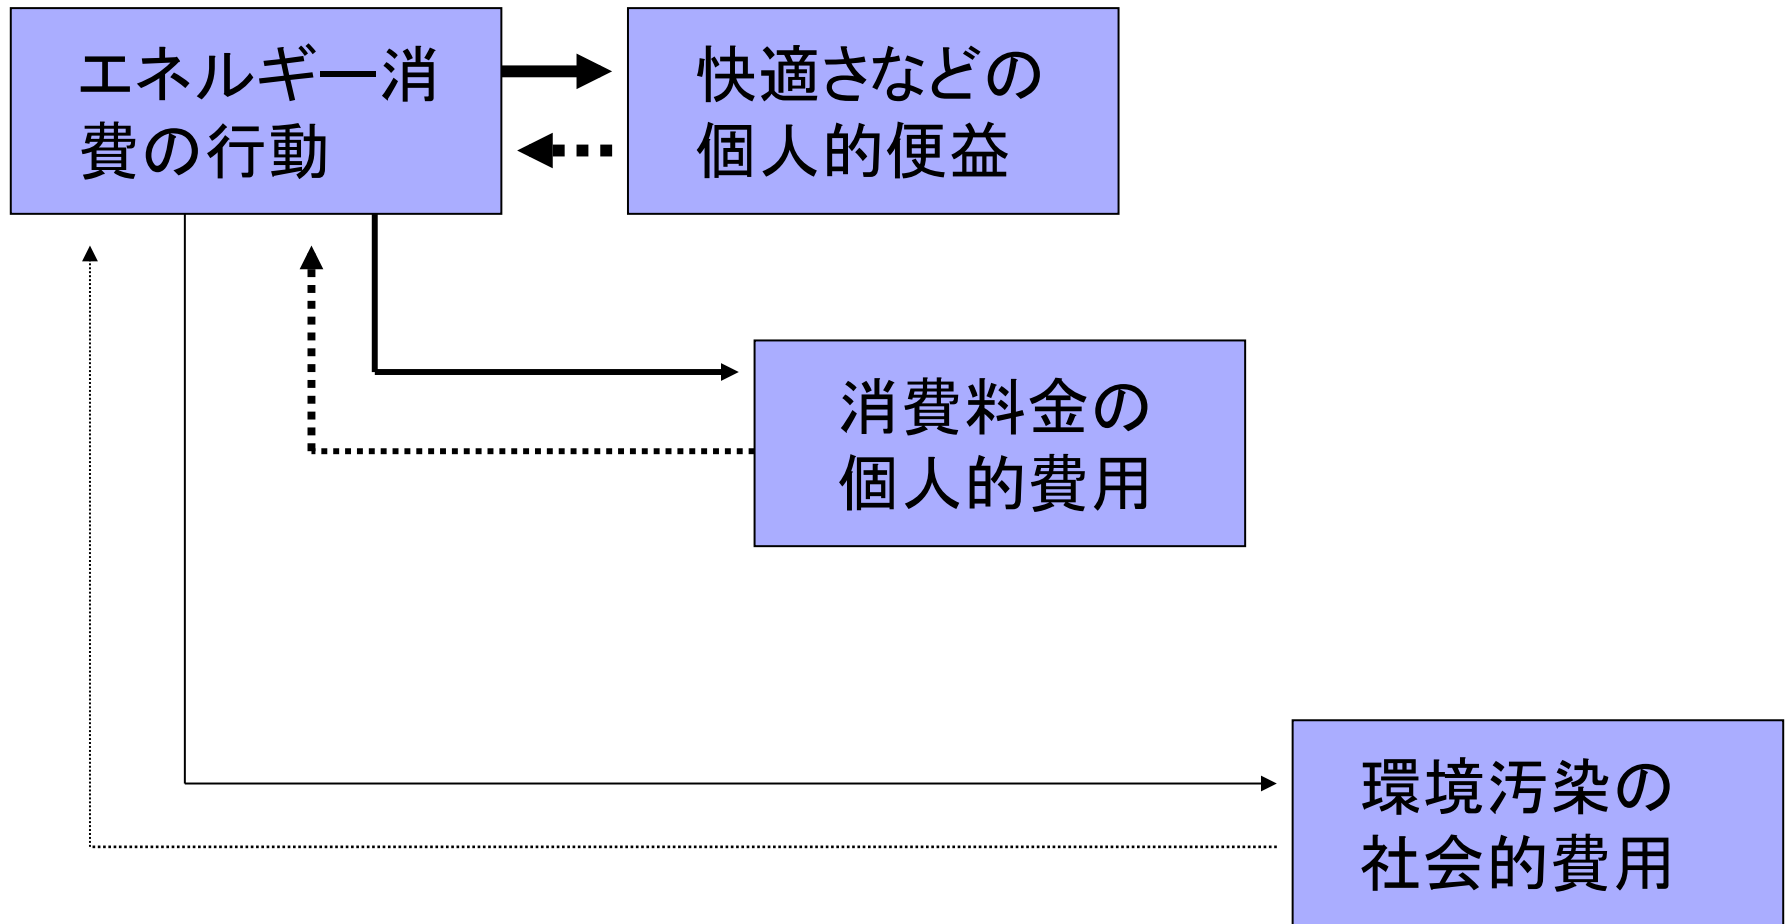 エネルギー消
費の行動
快適さなどの
個人的便益
消費料金の
個人的費用
環境汚染の
社会的費用